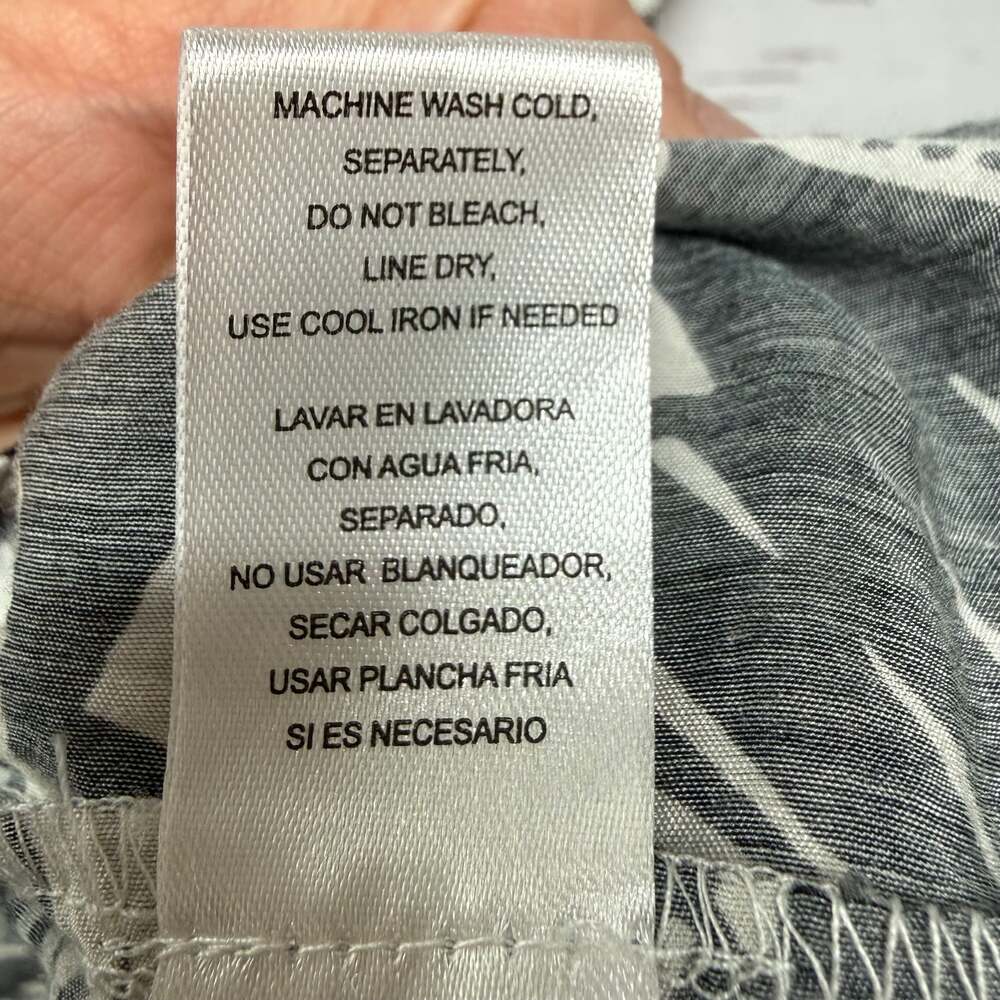 MACHINE WASH COLD,
SEPARATELY,
DO NOT BLEACH,
LINE DRY,
USE COOL IRON IF NEEDED
LAVAR EN LAVADORA
CON AGUA FRIA,
SEPARADO,
NO USAR BLANQUEADOR,
SECAR COLGADO,
USAR PLANCHA FRIA
SI ES NECESARIO